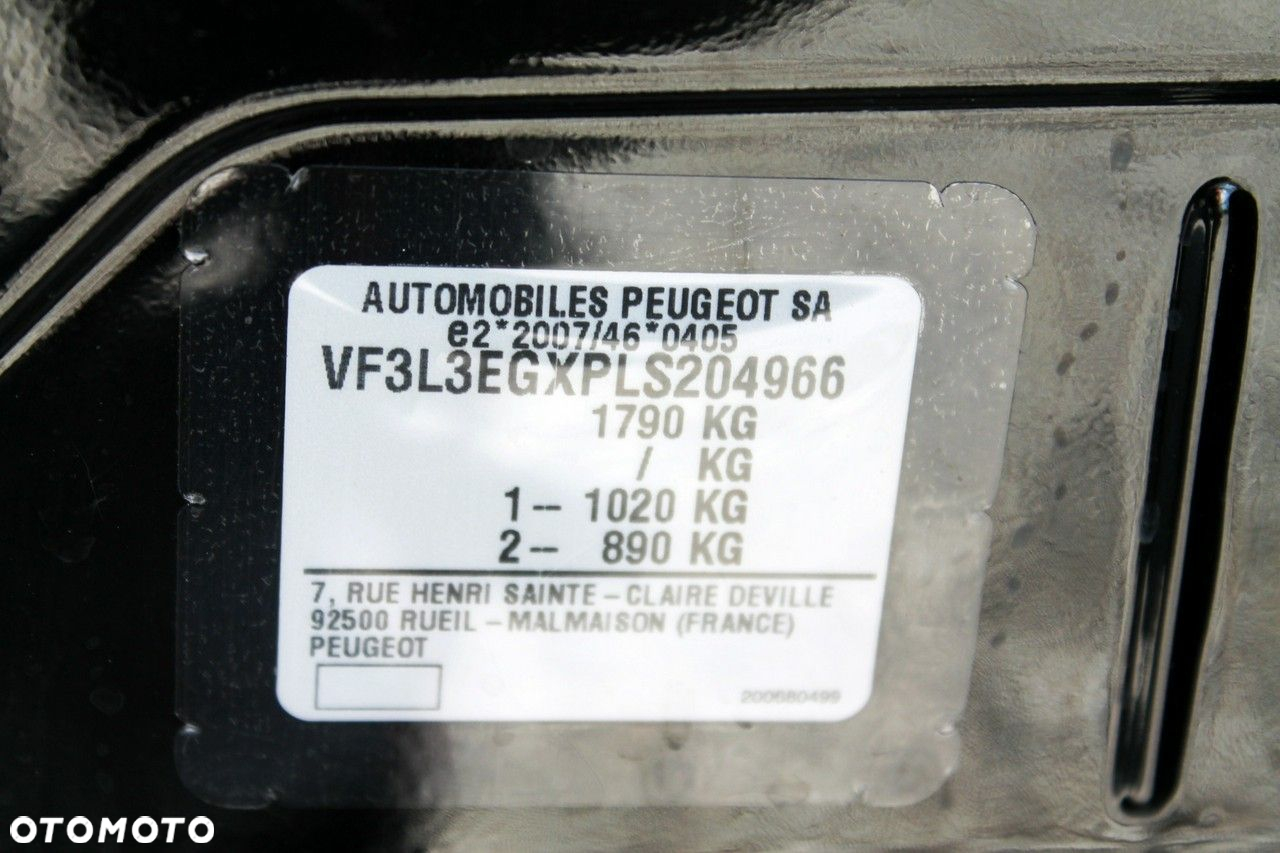 AUTOMOBILES PEUGEOT SA
e2*2007/46*0405
VF3L3EGXPLS204966
1790 KG
/ KG
1-- 1020 KG
2-- 890 KG
7, RUE HENRI SAINTE - CLAIRE DEVILLE
92500 RUEIL - MALMAISON (FRANCE)
PEUGEOT
200680499
OTOMOTO